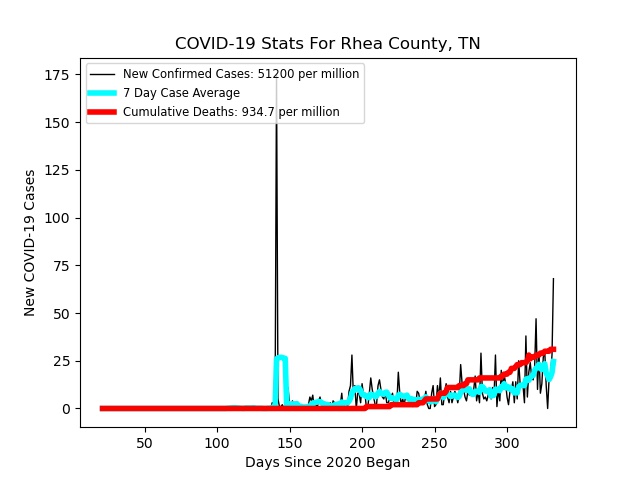 COVID-19 Stats For Rhea County, TN
New Confirmed Cases: 51200 per million
7 Day Case Average
Cumulative Deaths: 934.7 per million
New COVID-19 Cases
175
150
125
100
75
50
25
0
50
100
150
200
250
300
Days Since 2020 Began